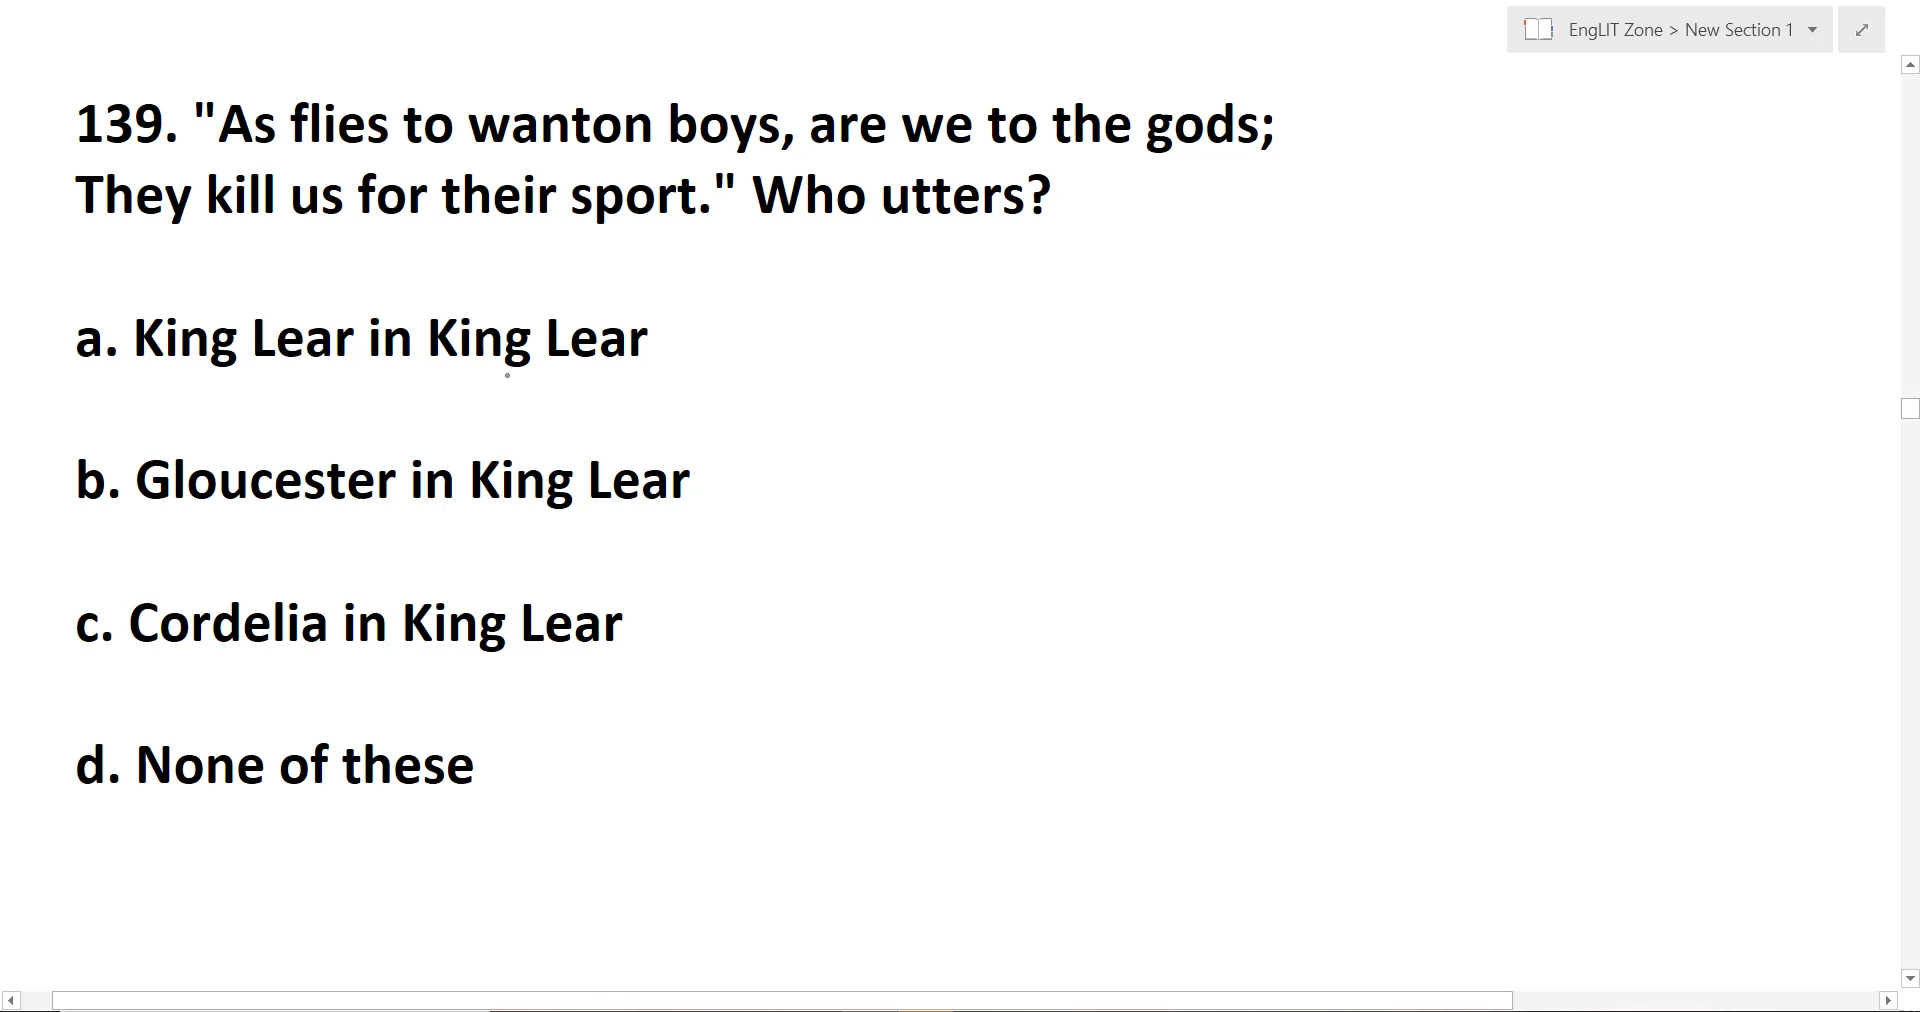 EngLIT Zone > New Section 1
139. "As flies to wanton boys, are we to the gods;
They kill us for their sport." Who utters?
a. King Lear in King Lear
b. Gloucester in King Lear
c. Cordelia in King Lear
d. None of these